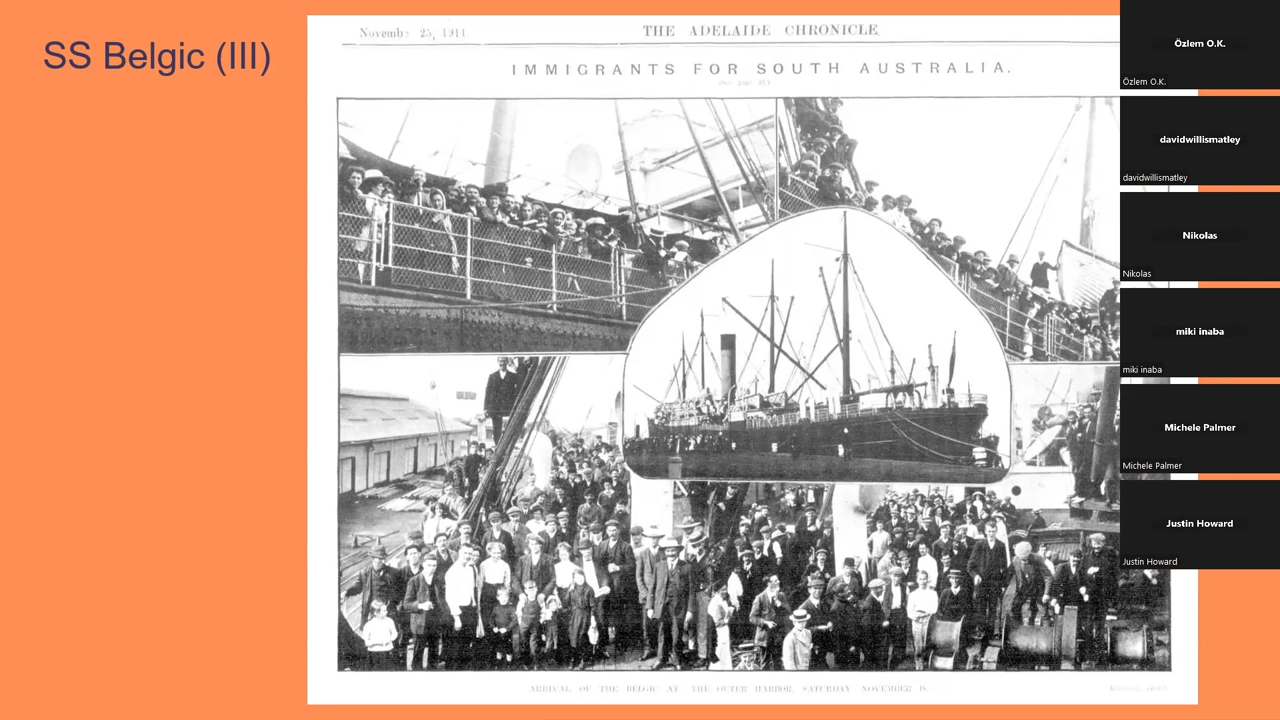 SS Belgic (III)
November 25, 1911.
THE ADELAIDE CHRONICLE
IMMIGRANTS FOR SOUTH AUSTRALIA.
ARRIVAL OF THE BELGIC AT THE OUTER HARBOR, SATURDAY NOVEMBER 18.
Özlem O.K.
Özlem O.K.
davidwillismatley
davidwillismatley
Nikolas
Nikolas
miki inaba
miki inaba
Michele Palmer
Michele Palmer
Justin Howard
Justin Howard